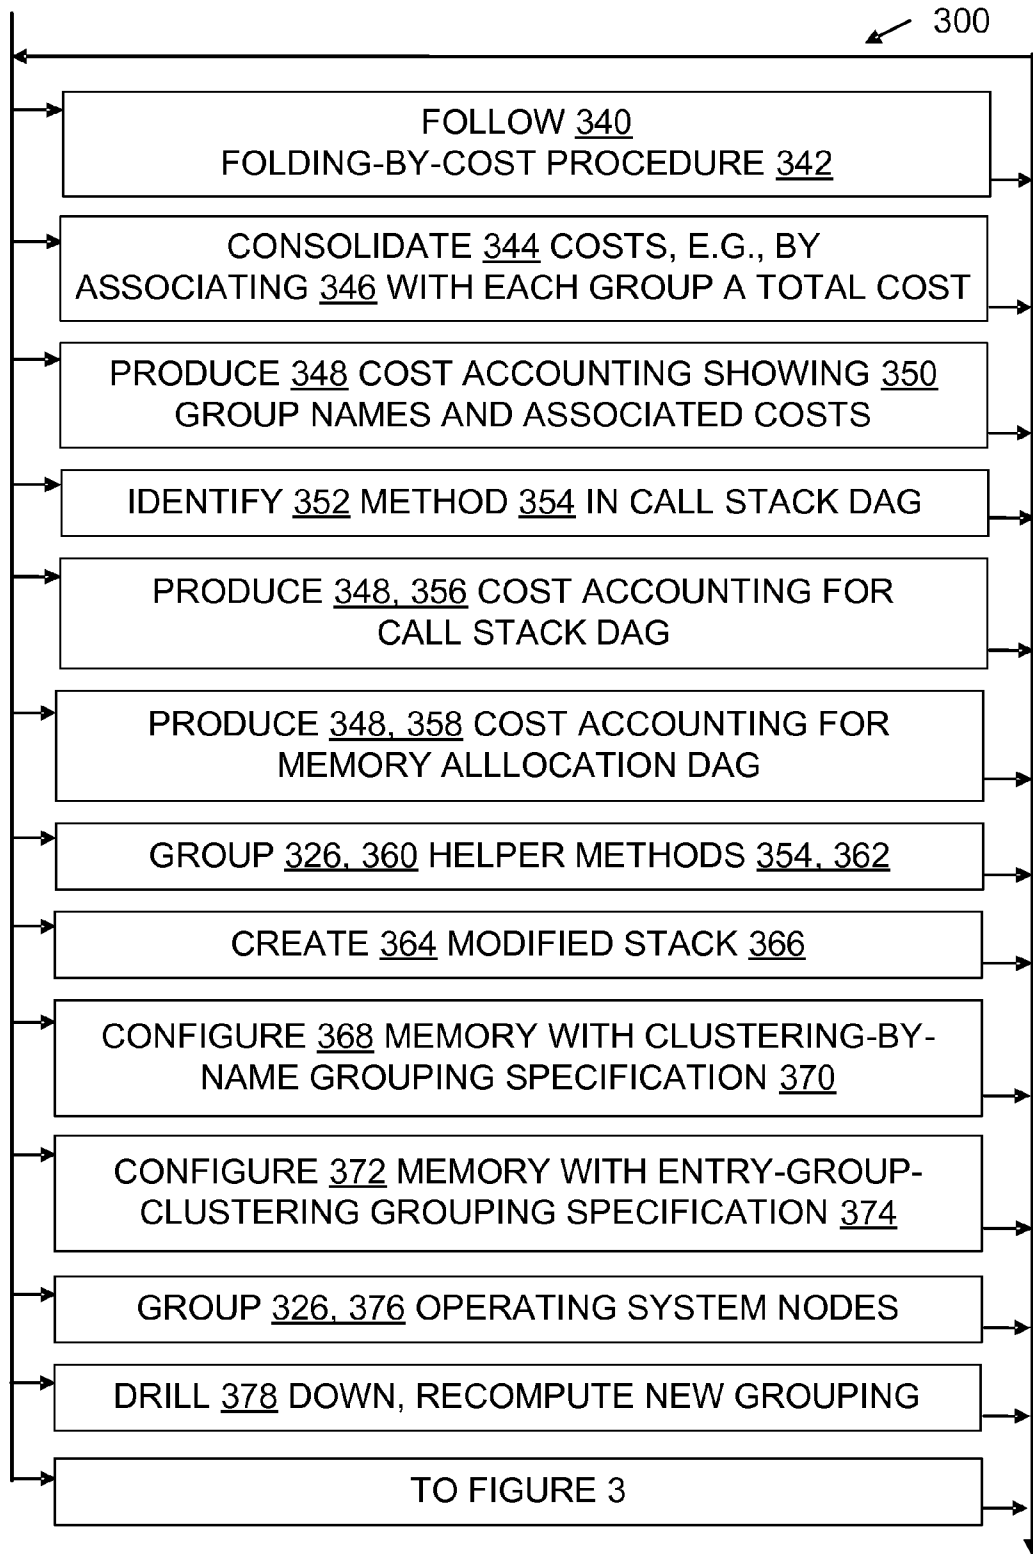 300
FOLLOW 340
FOLDING-BY-COST PROCEDURE 342
CONSOLIDATE 344 COSTS, E.G., BY
ASSOCIATING 346 WITH EACH GROUP A TOTAL COST
PRODUCE 348 COST ACCOUNTING SHOWING 350
GROUP NAMES AND ASSOCIATED COSTS
IDENTIFY 352 METHOD 354 IN CALL STACK DAG
PRODUCE 348, 356 COST ACCOUNTING FOR
CALL STACK DAG
PRODUCE 348, 358 COST ACCOUNTING FOR
MEMORY ALLLOCATION DAG
GROUP 326, 360 HELPER METHODS 354, 362
CREATE 364 MODIFIED STACK 366
CONFIGURE 368 MEMORY WITH CLUSTERING-BY-
NAME GROUPING SPECIFICATION 370
CONFIGURE 372 MEMORY WITH ENTRY-GROUP-
CLUSTERING GROUPING SPECIFICATION 374
GROUP 326, 376 OPERATING SYSTEM NODES
DRILL 378 DOWN, RECOMPUTE NEW GROUPING
TO FIGURE 3